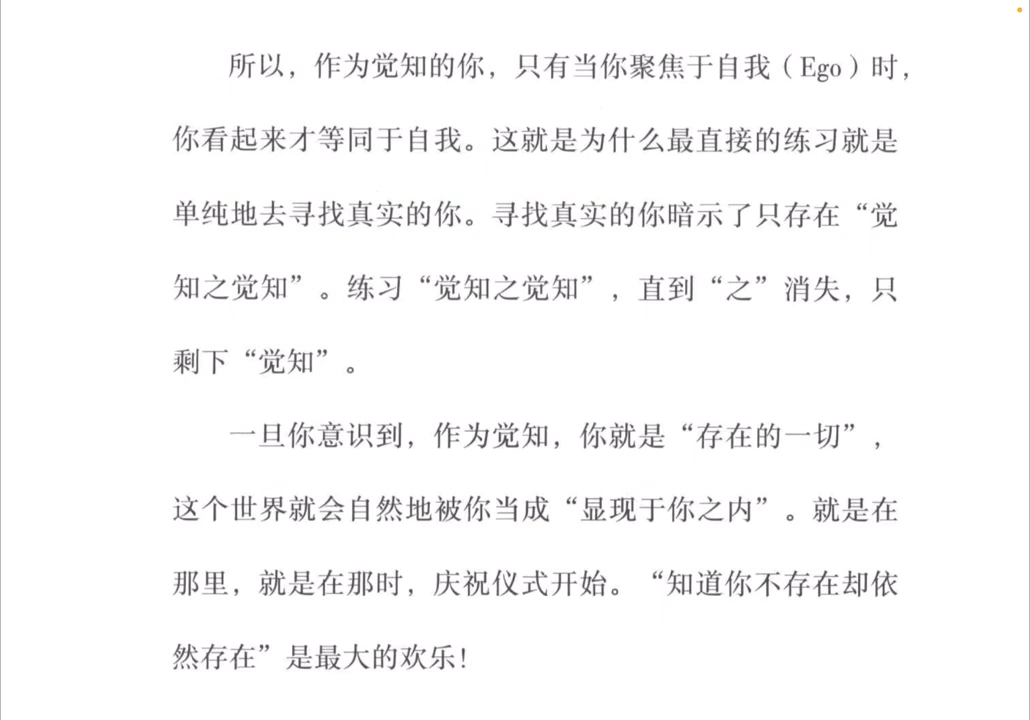 所以，作为觉知的你，只有当你聚焦于自我（Ego）时，
你看起来才等同于自我。这就是为什么最直接的练习就是
单纯地去寻找真实的你。寻找真实的你暗示了只存在“觉
知之觉知”。练习“觉知之觉知”，直到“之”消失，只
剩下“觉知”。
一旦你意识到，作为觉知，你就是“存在的一切”，
这个世界就会自然地被你当成“显现于你之内”。就是在
那里，就是在那时，庆祝仪式开始。“知道你不存在却依
然存在”是最大的欢乐！